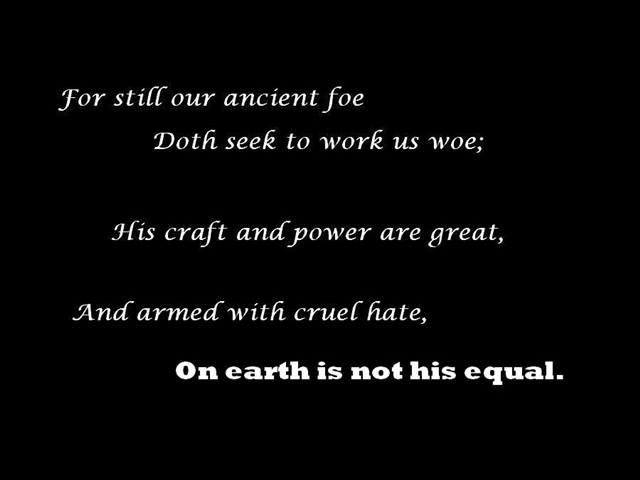 For still our ancient foe
Doth seek to work us woe;
His craft and power are great,
And armed with cruel hate,
On earth is not his equal.